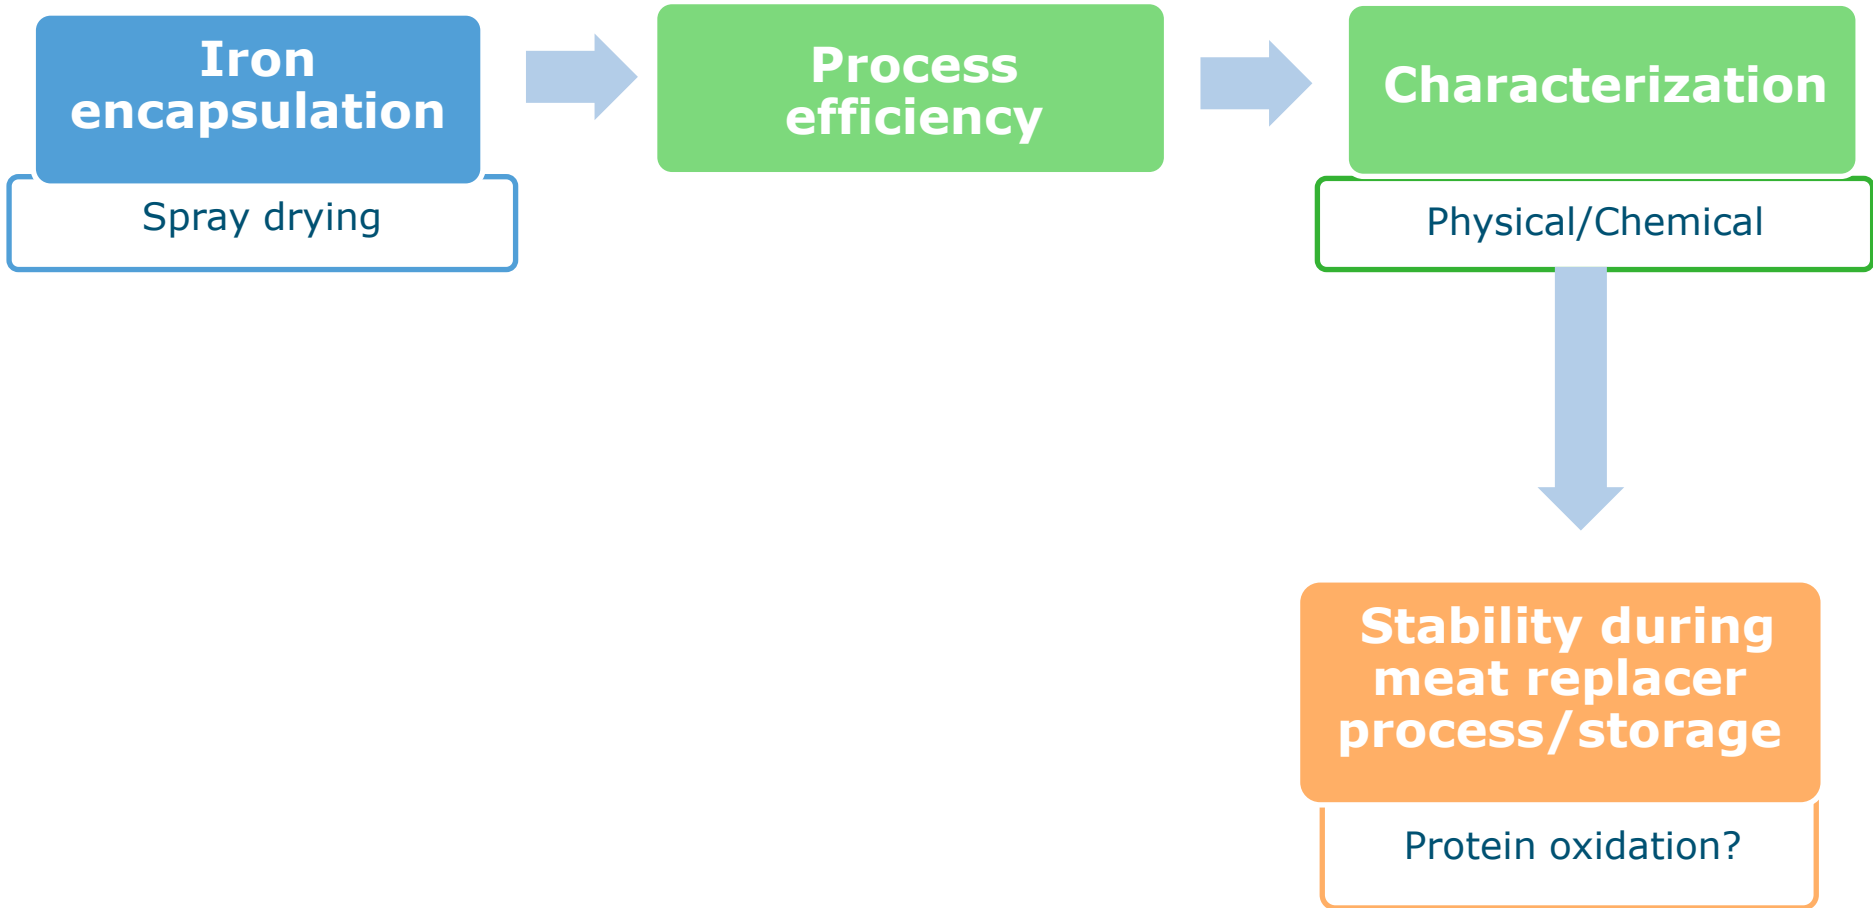 Iron
encapsulation
Spray drying
Process
efficiency
Characterization
Physical/Chemical
Stability during
meat replacer
process/storage
Protein oxidation?